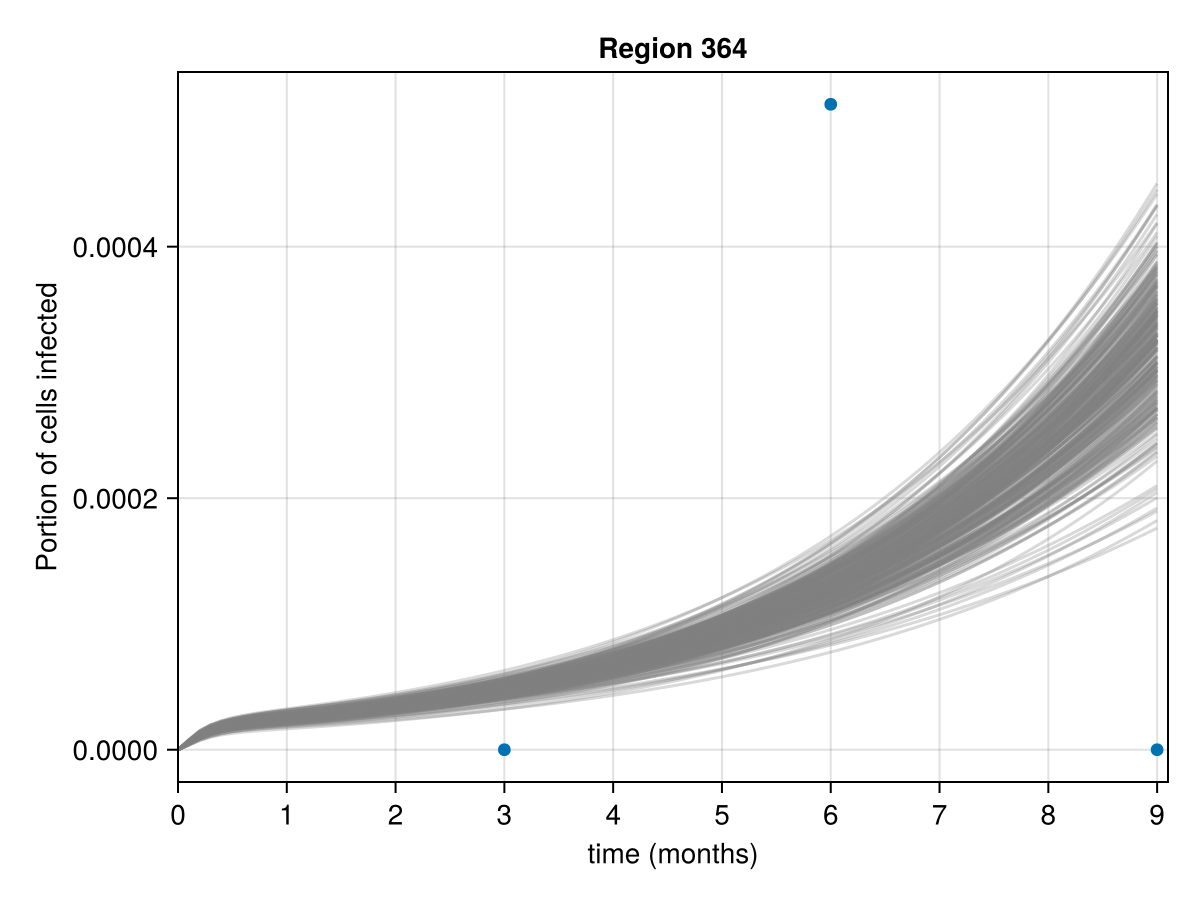 Region 364
Portion of cells infected
0.0004
0.0002
0.0000
0 1 2 3 4 5 6 7 8 9
time (months)